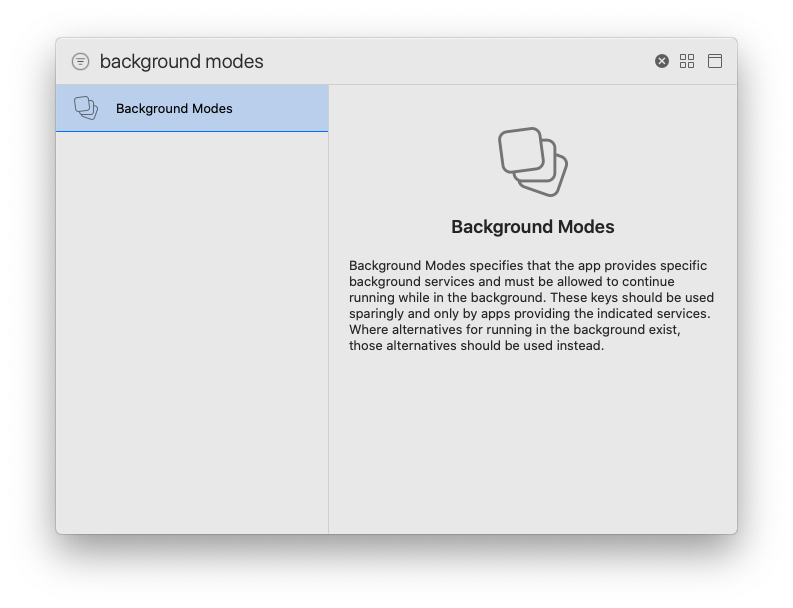 background modes
Background Modes
Background Modes
Background Modes specifies that the app provides specific
background services and must be allowed to continue
running while in the background. These keys should be used
sparingly and only by apps providing the indicated services.
Where alternatives for running in the background exist,
those alternatives should be used instead.